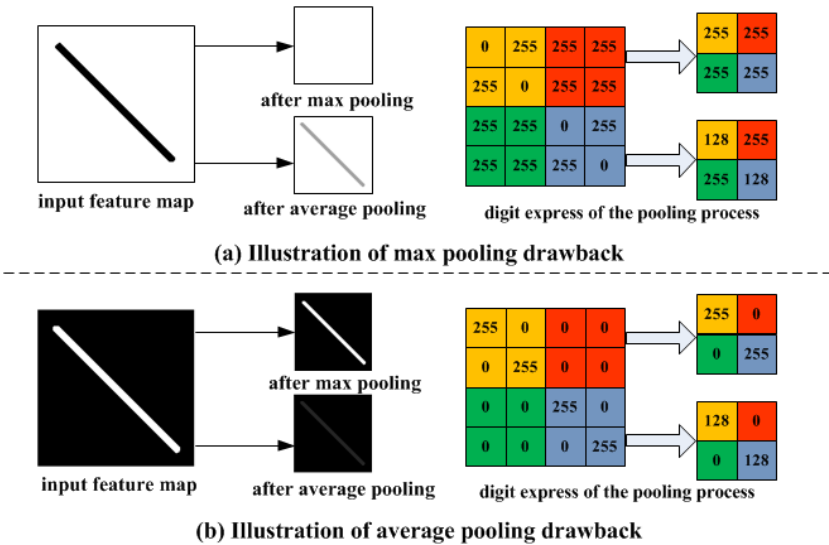 0 255 255 255
255 0 255 255
255 255 0 255
255 255 255 0
255 255
255 255
128 255
255 128
after max pooling
after average pooling
input feature map
digit express of the pooling process
(a) Illustration of max pooling drawback
255 0 0 0
0 255 0 0
0 0 255 0
0 0 0 255
255 0
0 255
128 0
0 128
after max pooling
after average pooling
input feature map
digit express of the pooling process
(b) Illustration of average pooling drawback